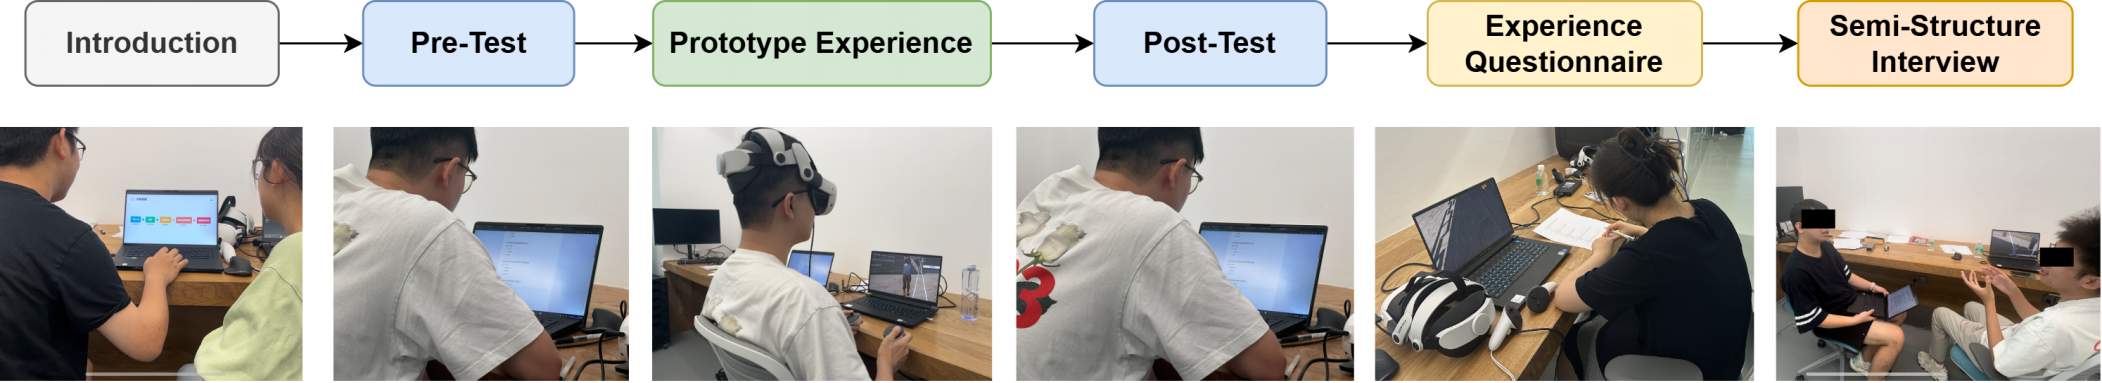 Introduction
Pre-Test
Prototype Experience
Post-Test
Experience
Questionnaire
Semi-Structure
Interview